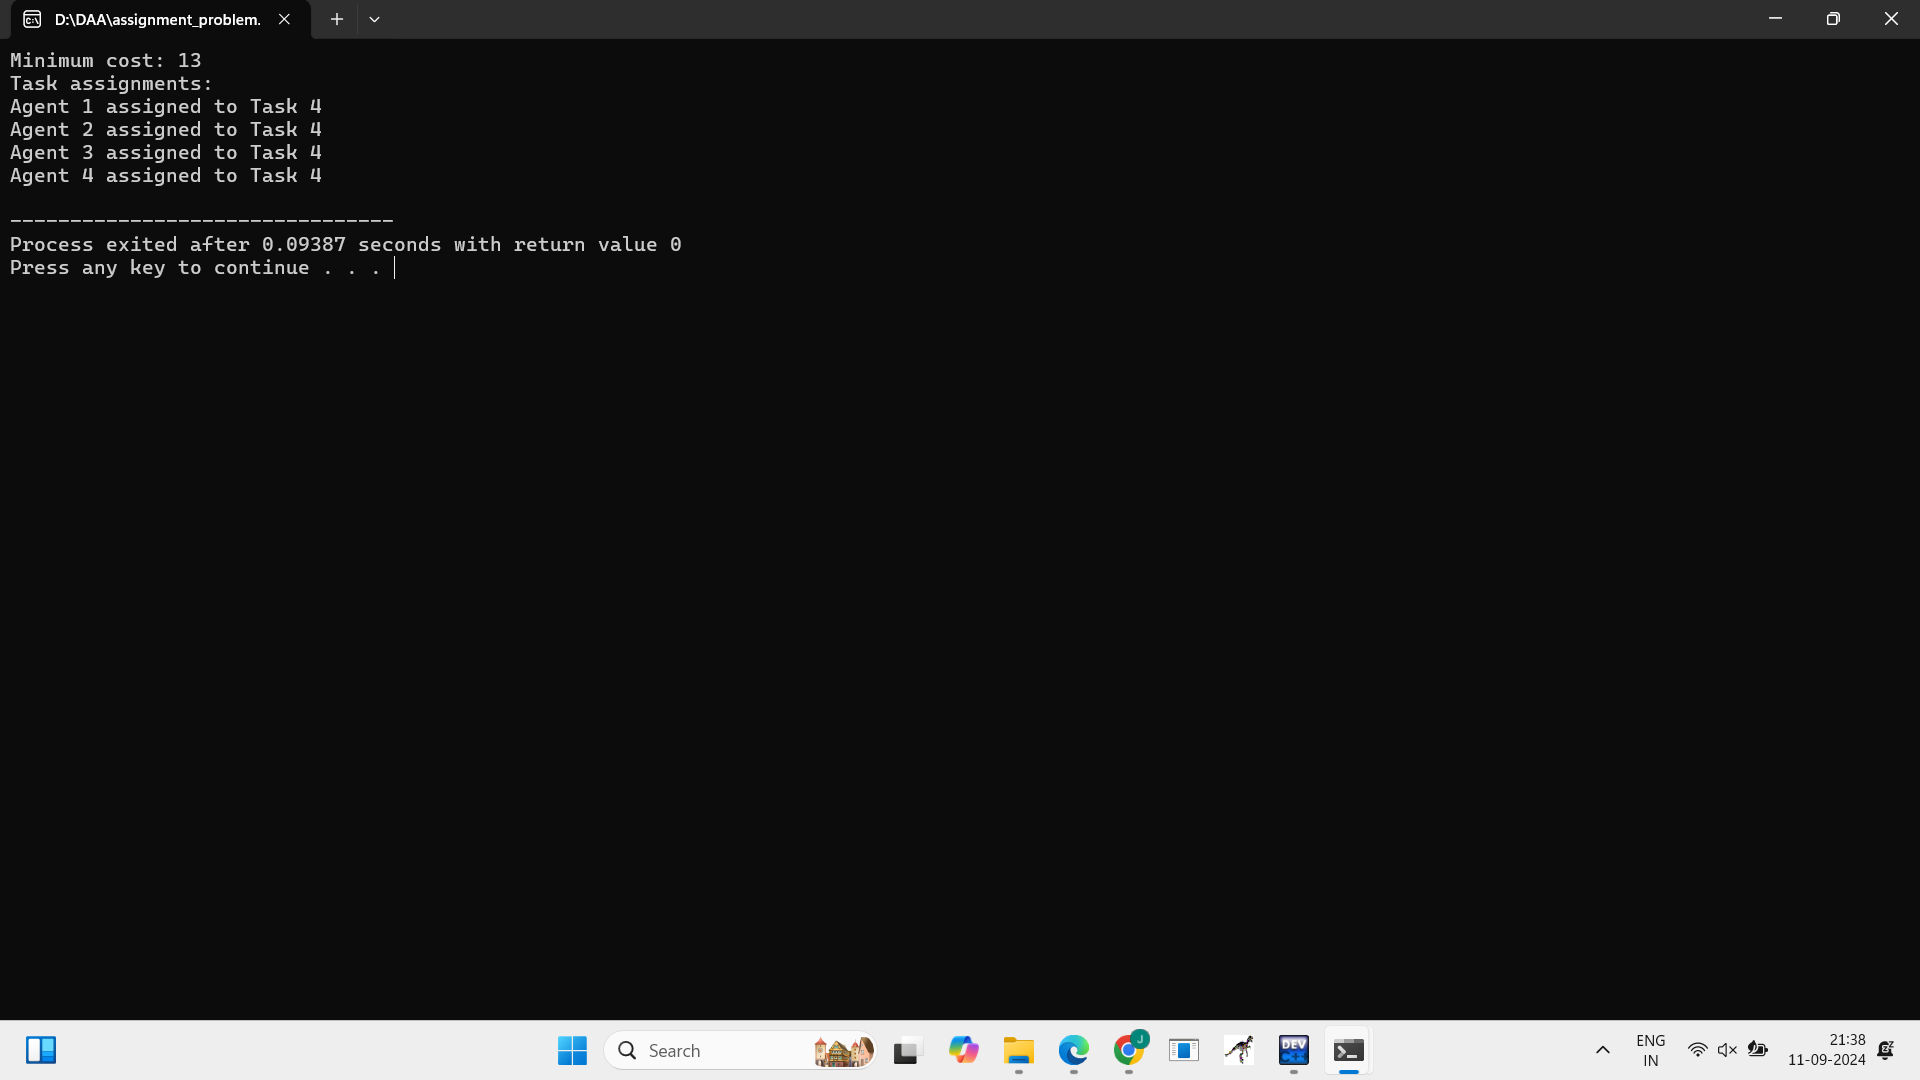 D:\DAA\assignment_problem.
Minimum cost: 13
Task assignments:
Agent 1 assigned to Task 4
Agent 2 assigned to Task 4
Agent 3 assigned to Task 4
Agent 4 assigned to Task 4
--------------------------------
Process exited after 0.09387 seconds with return value 0
Press any key to continue . . .
Search
J
DEV
ENG
IN
21:38
11-09-2024